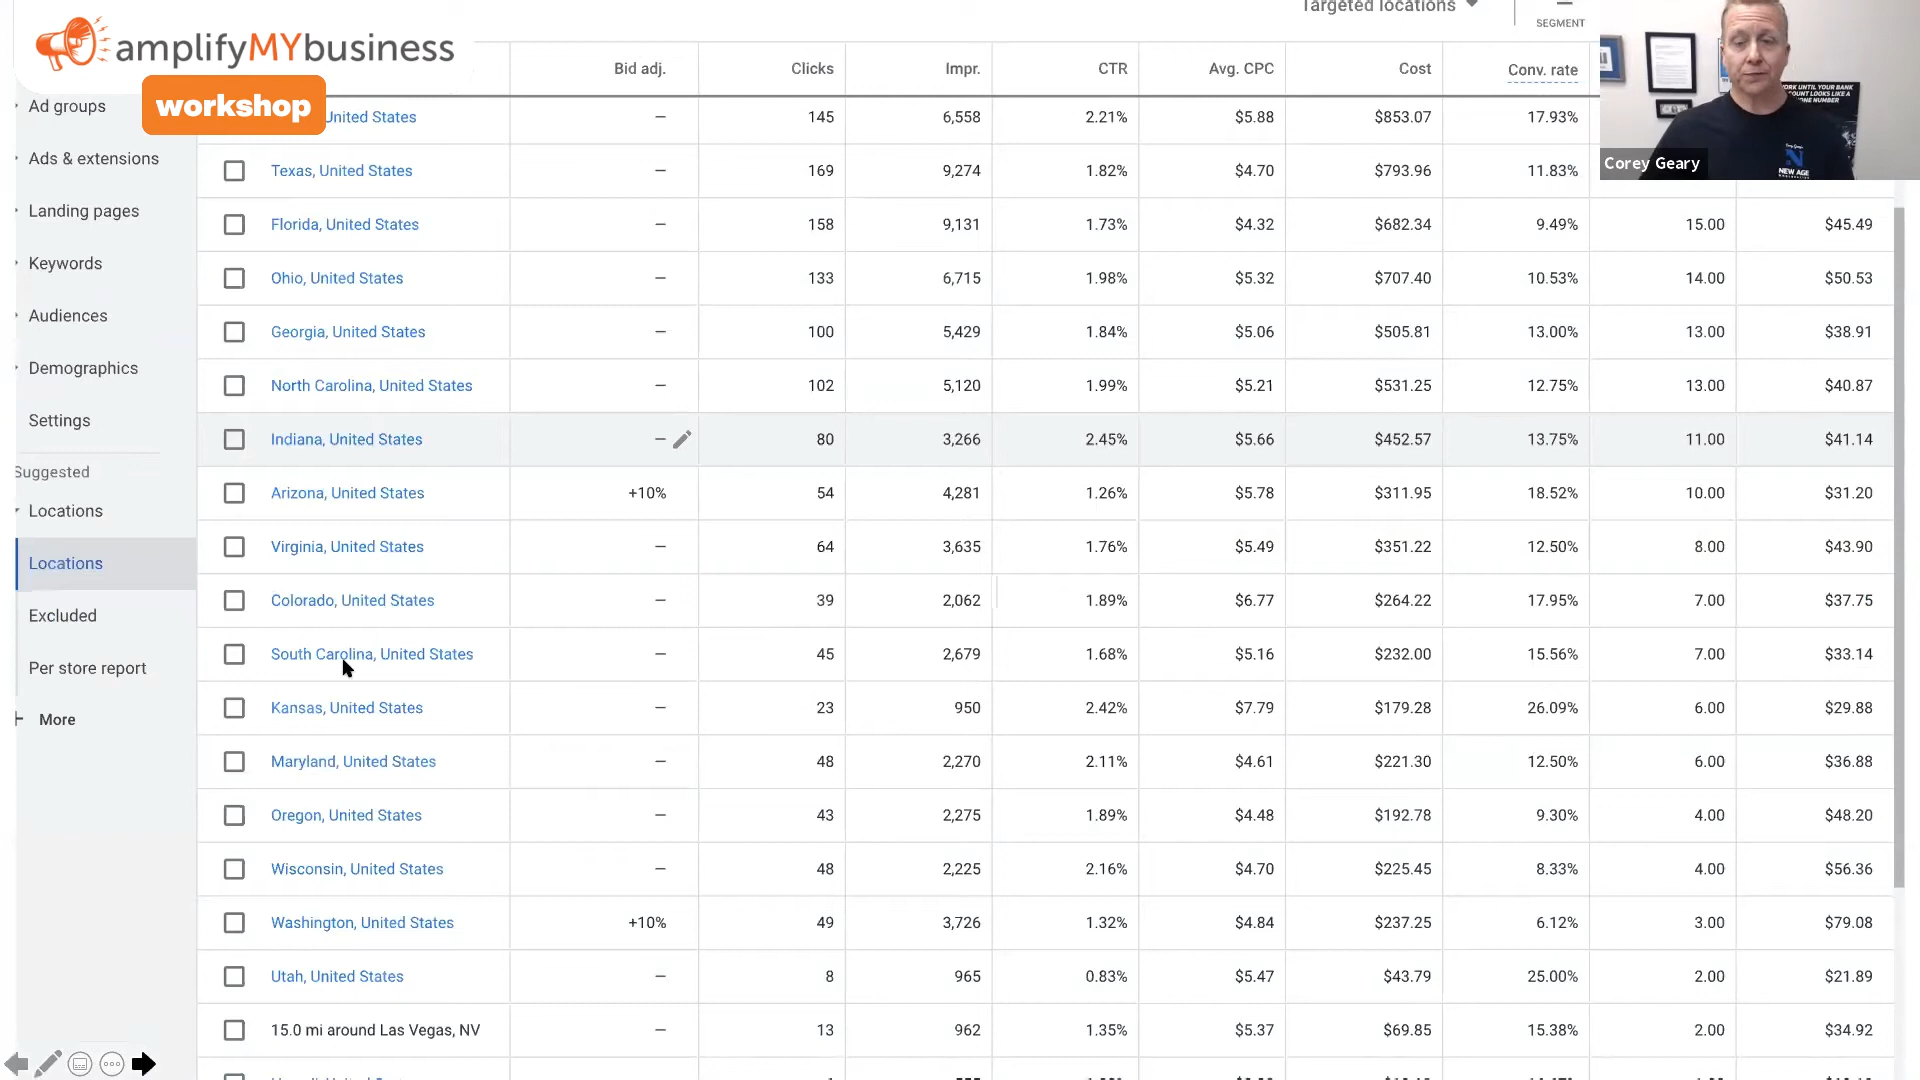 Targeted locations
SEGMENT
amplifyMYbusiness
workshop
Bid adj. Clicks Impr. CTR Avg. CPC Cost Conv. rate
Ad groups
Ads & extensions
Landing pages
Keywords
Audiences
Demographics
Settings
Suggested
Locations
Locations
Excluded
Per store report
More
United States — 145 6,558 2.21% $5.88 $853.07 17.93%
Texas, United States — 169 9,274 1.82% $4.70 $793.96 11.83%
Florida, United States — 158 9,131 1.73% $4.32 $682.34 9.49% 15.00 $45.49
Ohio, United States — 133 6,715 1.98% $5.32 $707.40 10.53% 14.00 $50.53
Georgia, United States — 100 5,429 1.84% $5.06 $505.81 13.00% 13.00 $38.91
North Carolina, United States — 102 5,120 1.99% $5.21 $531.25 12.75% 13.00 $40.87
Indiana, United States — 80 3,266 2.45% $5.66 $452.57 13.75% 11.00 $41.14
Arizona, United States +10% 54 4,281 1.26% $5.78 $311.95 18.52% 10.00 $31.20
Virginia, United States — 64 3,635 1.76% $5.49 $351.22 12.50% 8.00 $43.90
Colorado, United States — 39 2,062 1.89% $6.77 $264.22 17.95% 7.00 $37.75
South Carolina, United States — 45 2,679 1.68% $5.16 $232.00 15.56% 7.00 $33.14
Kansas, United States — 23 950 2.42% $7.79 $179.28 26.09% 6.00 $29.88
Maryland, United States — 48 2,270 2.11% $4.61 $221.30 12.50% 6.00 $36.88
Oregon, United States — 43 2,275 1.89% $4.48 $192.78 9.30% 4.00 $48.20
Wisconsin, United States — 48 2,225 2.16% $4.70 $225.45 8.33% 4.00 $56.36
Washington, United States +10% 49 3,726 1.32% $4.84 $237.25 6.12% 3.00 $79.08
Utah, United States — 8 965 0.83% $5.47 $43.79 25.00% 2.00 $21.89
15.0 mi around Las Vegas, NV — 13 962 1.35% $5.37 $69.85 15.38% 2.00 $34.92
Corey Geary
WORK UNTIL YOUR BANK
LOOKS LIKE A
NUMBER
N
NEW AGE